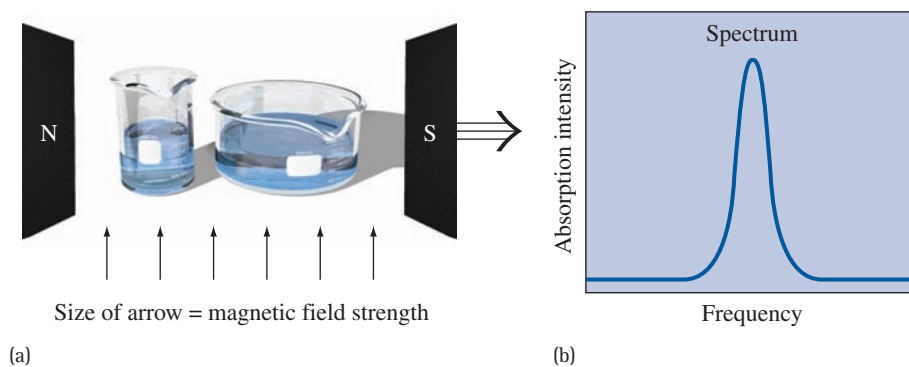 N
S
Size of arrow = magnetic field strength
(a)
Spectrum
Absorption intensity
Frequency
(b)